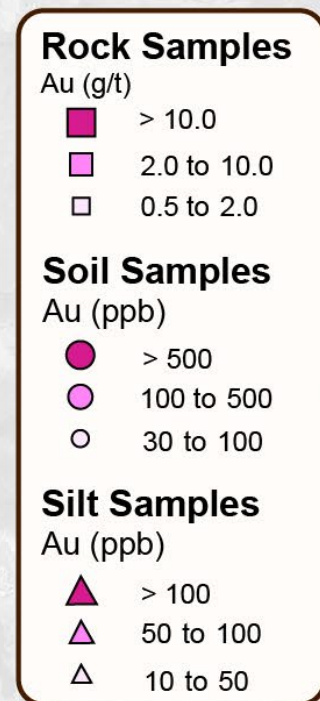 Rock Samples
Au (g/t)
> 10.0
2.0 to 10.0
0.5 to 2.0
Soil Samples
Au (ppb)
> 500
100 to 500
30 to 100
Silt Samples
Au (ppb)
> 100
50 to 100
10 to 50